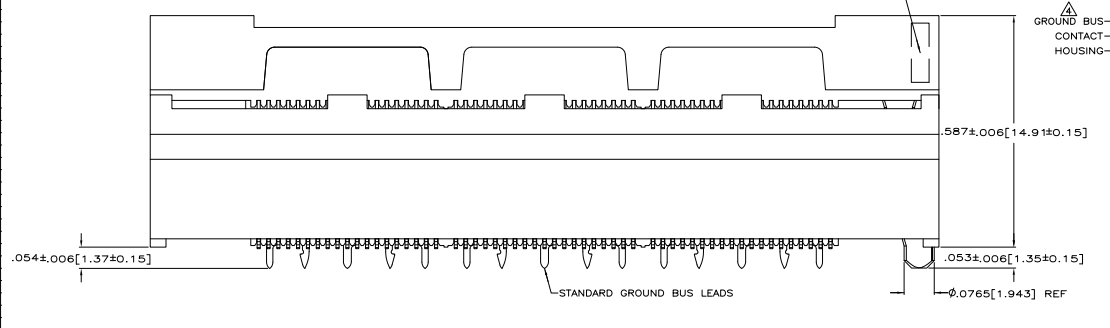 4
GROUND BUS
CONTACT
HOUSING
.587±.006[14.91±0.15]
.054±.006[1.37±0.15]
.053±.006[1.35±0.15]
STANDARD GROUND BUS LEADS
Ø.0765[1.943] REF